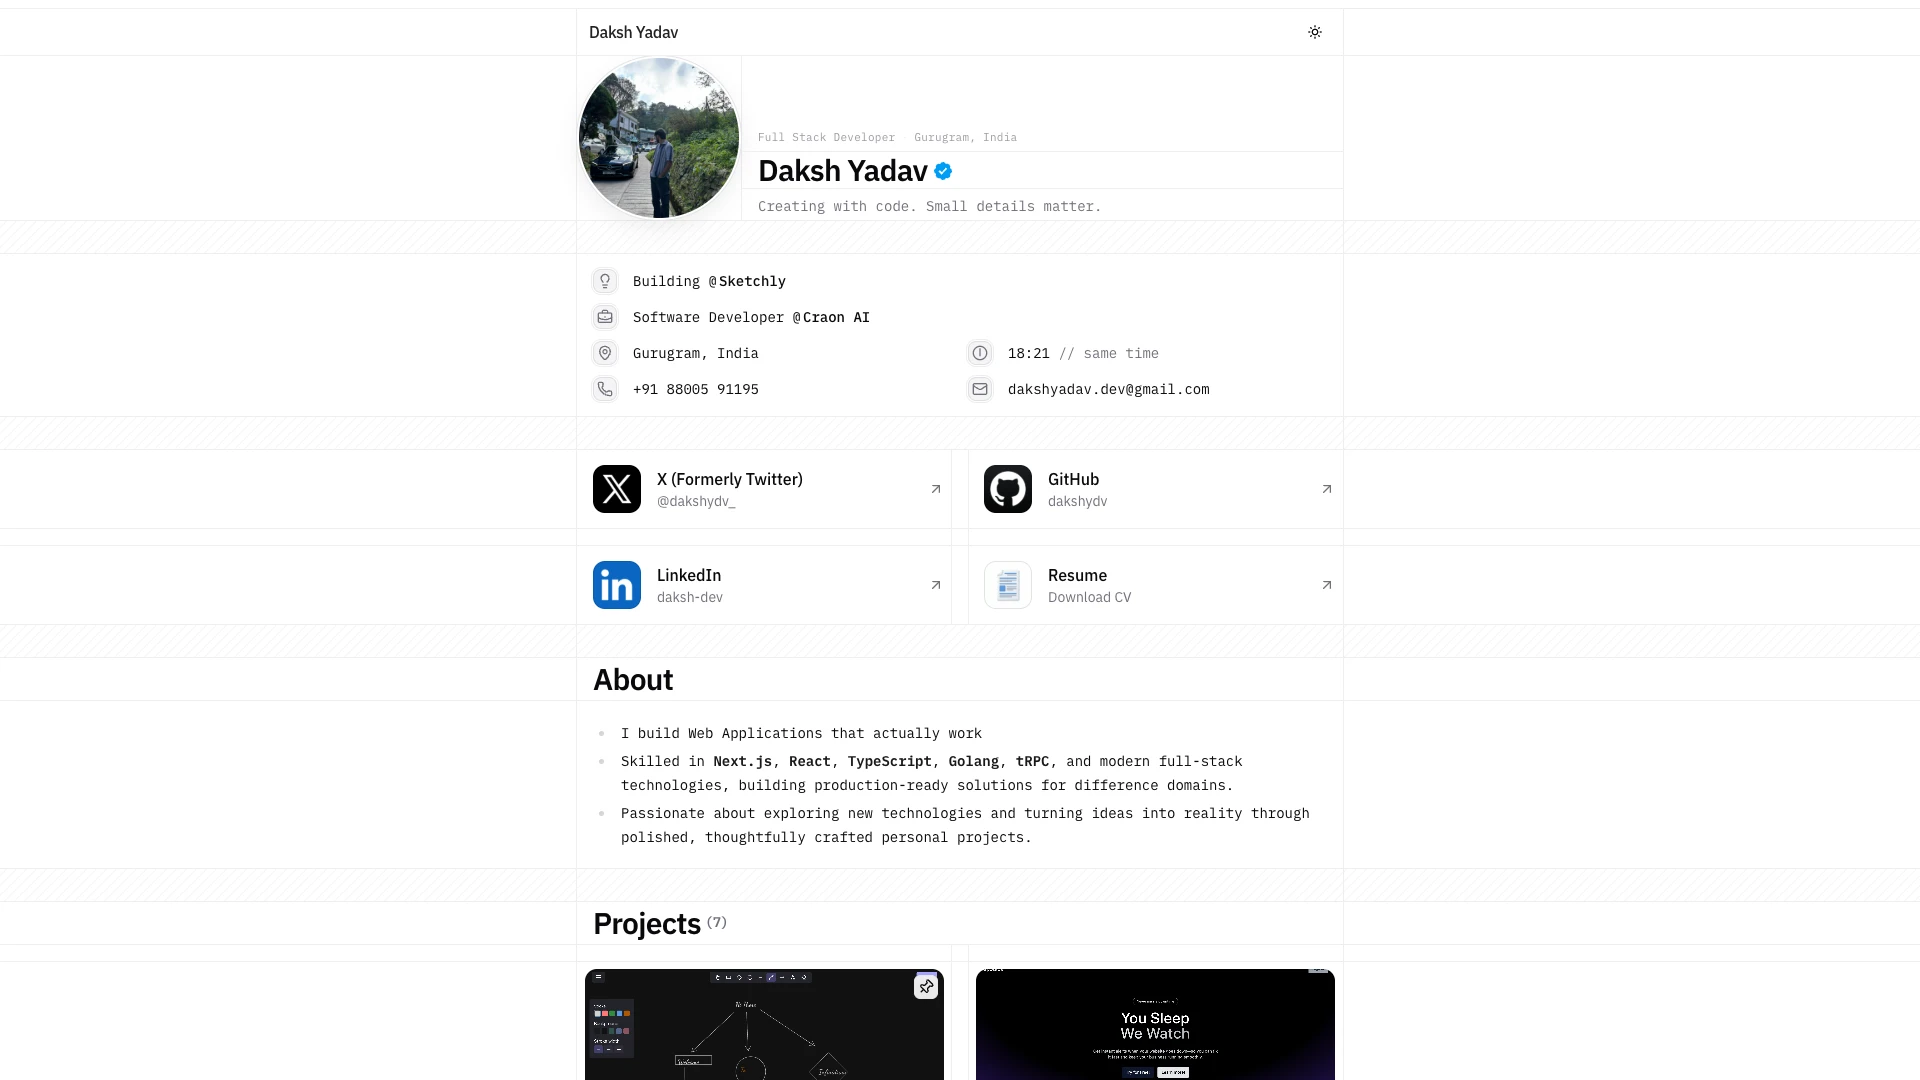 Daksh Yadav
Full Stack Developer
Gurugram, India
Daksh Yadav
Creating with code. Small details matter.
Building @Sketchly
Software Developer @Craon AI
Gurugram, India
18:21 // same time
+91 88005 91195
dakshyadav.dev@gmail.com
X (Formerly Twitter)
@dakshydv_
GitHub
dakshydv
LinkedIn
daksh-dev
Resume
Download CV
About
I build Web Applications that actually work
Skilled in Next.js, React, TypeScript, Golang, tRPC, and modern full-stack
technologies, building production-ready solutions for difference domains.
Passionate about exploring new technologies and turning ideas into reality through
polished, thoughtfully crafted personal projects.
Projects (7)
Background
Stroke width
You Sleep
We Watch